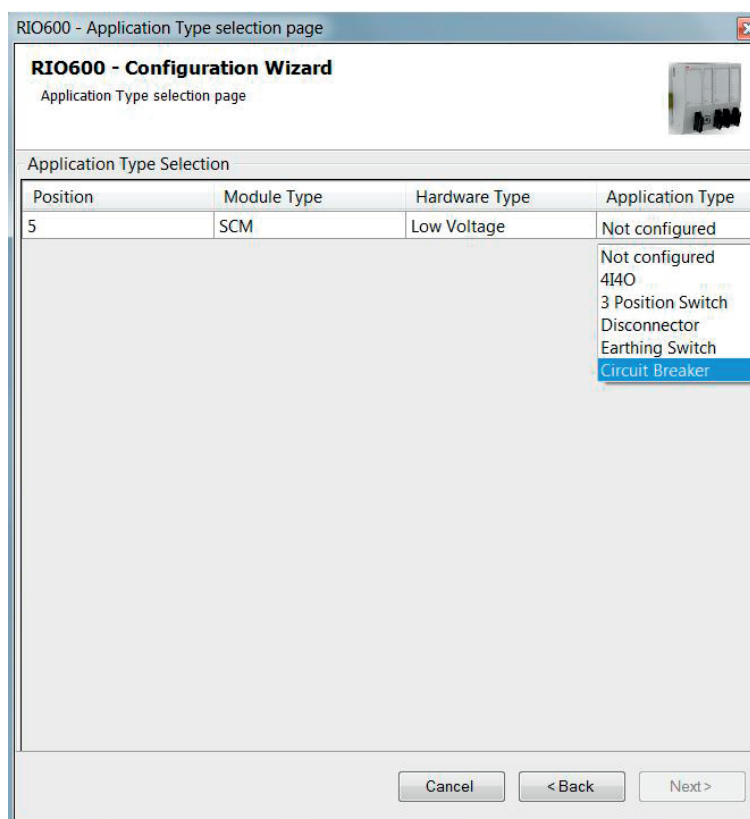 RIO600 - Application Type selection page
RIO600 - Configuration Wizard
Application Type selection page
Application Type Selection
Position Module Type Hardware Type Application Type
5 SCM Low Voltage Not configured
Not configured
4I4O
3 Position Switch
Disconnector
Earthing Switch
Circuit Breaker
Cancel < Back Next >